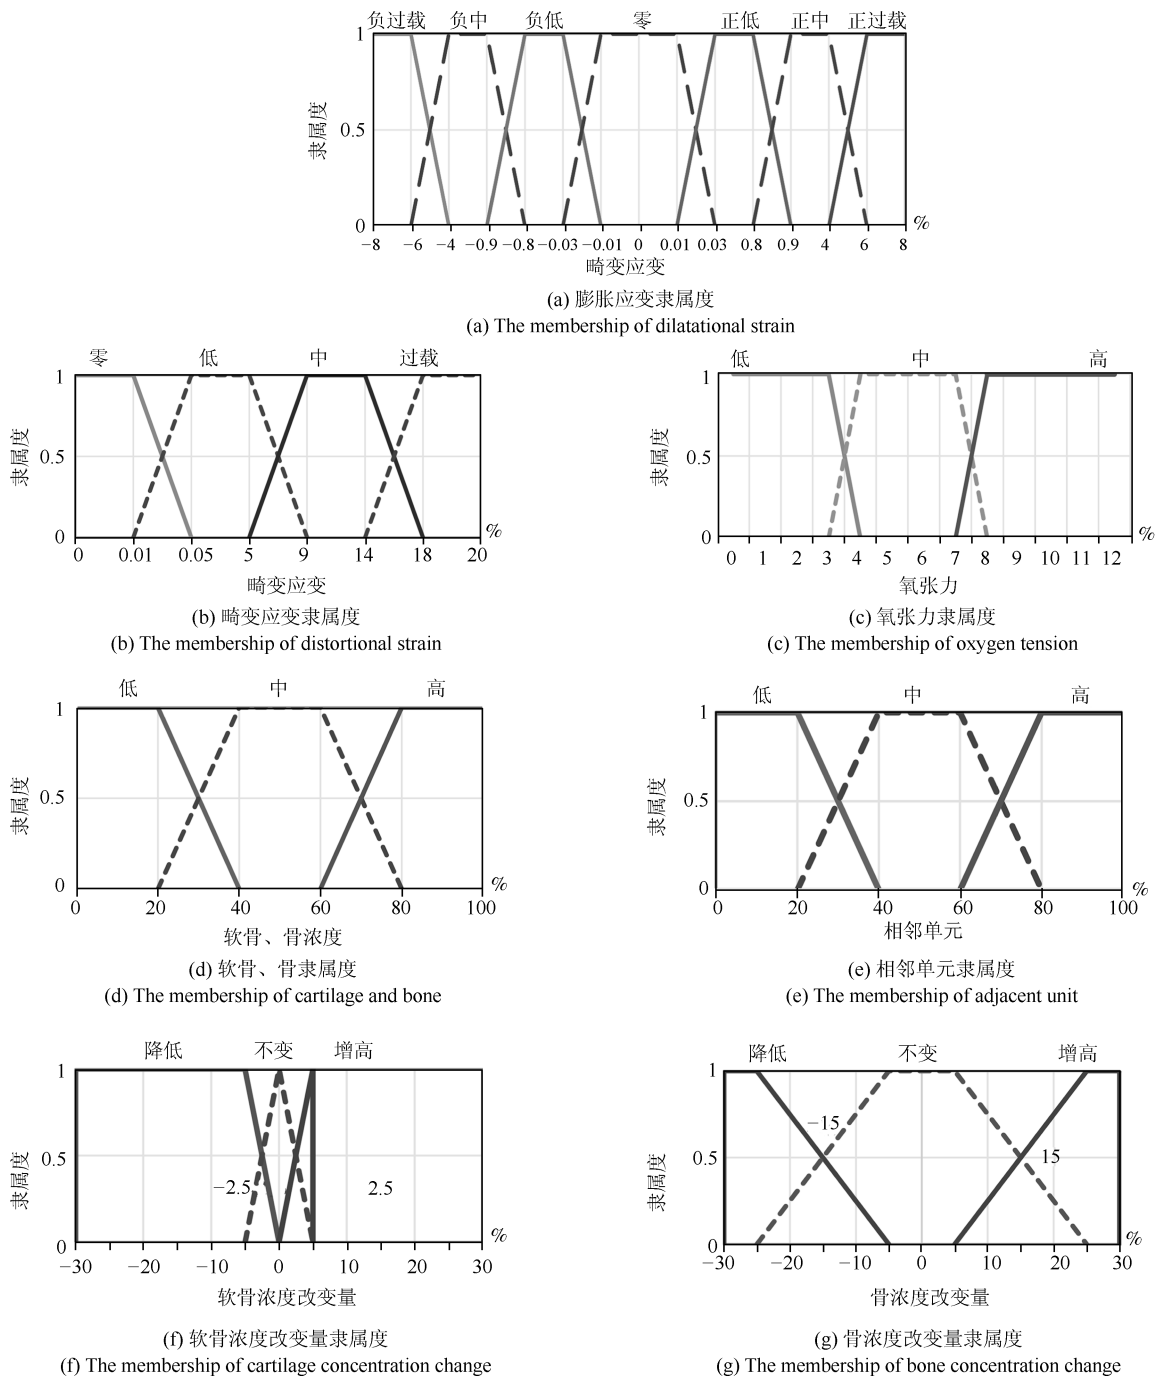 负过载 负中 负低 零 正低 正中 正过载
1
0.5
0
隶属度
%
−8 −6 −4 −0.9 −0.8 −0.03 −0.01 0 0.01 0.03 0.8 0.9 4 6 8
畸变应变
(a) 膨胀应变隶属度
(a) The membership of dilatational strain
零 低 中 过载
1
0.5
0
隶属度
%
0 0.01 0.05 5 9 14 18 20
畸变应变
(b) 畸变应变隶属度
(b) The membership of distortional strain
低 中 高
1
0.5
0
隶属度
%
0 1 2 3 4 5 6 7 8 9 10 11 12
氧张力
(c) 氧张力隶属度
(c) The membership of oxygen tension
低 中 高
1
0.5
0
隶属度
%
0 20 40 60 80 100
软骨、骨浓度
(d) 软骨、骨隶属度
(d) The membership of cartilage and bone
低 中 高
1
0.5
0
隶属度
%
0 20 40 60 80 100
相邻单元
(e) 相邻单元隶属度
(e) The membership of adjacent unit
降低 不变 增高
1
0.5
0
隶属度
−2.5 2.5
%
−30 −20 −10 0 10 20 30
软骨浓度改变量
(f) 软骨浓度改变量隶属度
(f) The membership of cartilage concentration change
降低 不变 增高
1
0.5
0
隶属度
−15
15
%
−30 −20 −10 0 10 20 30
骨浓度改变量
(g) 骨浓度改变量隶属度
(g) The membership of bone concentration change